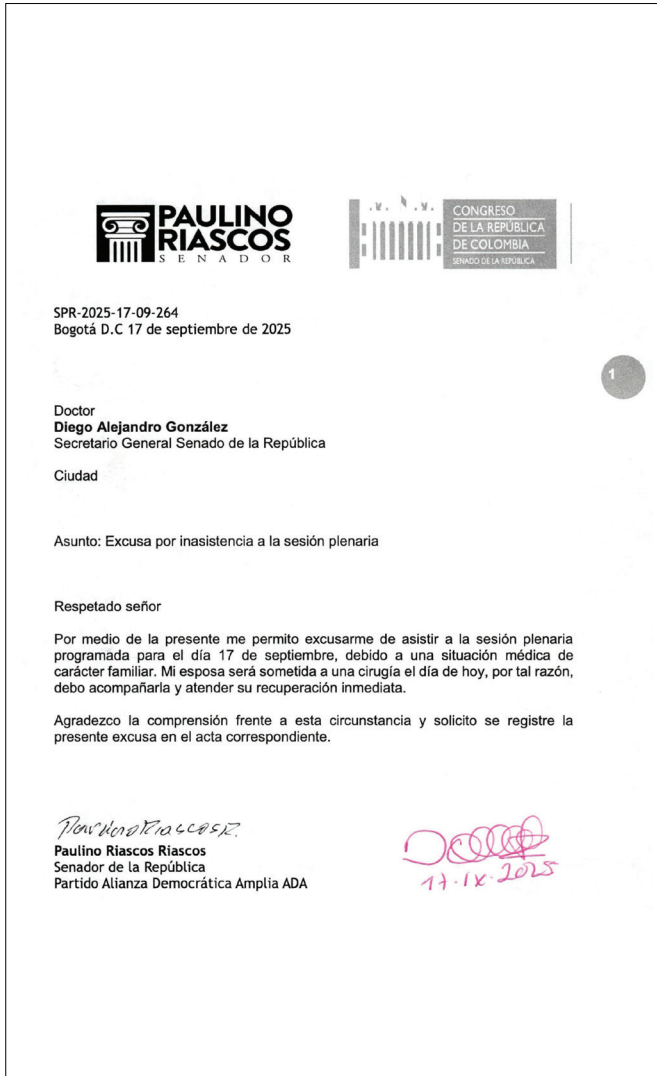 PAULINO
RIASCOS
SENADOR
CONGRESO
DE LA REPÚBLICA
DE COLOMBIA
SENADO DE LA REPÚBLICA
SPR-2025-17-09-264
Bogotá D.C 17 de septiembre de 2025
1
Doctor
Diego Alejandro González
Secretario General Senado de la República
Ciudad
Asunto: Excusa por inasistencia a la sesión plenaria
Respetado señor
Por medio de la presente me permito excusarme de asistir a la sesión plenaria
programada para el día 17 de septiembre, debido a una situación médica de
carácter familiar. Mi esposa será sometida a una cirugía el día de hoy, por tal razón,
debo acompañarla y atender su recuperación inmediata.
Agradezco la comprensión frente a esta circunstancia y solicito se registre la
presente excusa en el acta correspondiente.
Paulino Riascos R.
Paulino Riascos Riascos
Senador de la República
Partido Alianza Democrática Amplia ADA
17.IX.2025